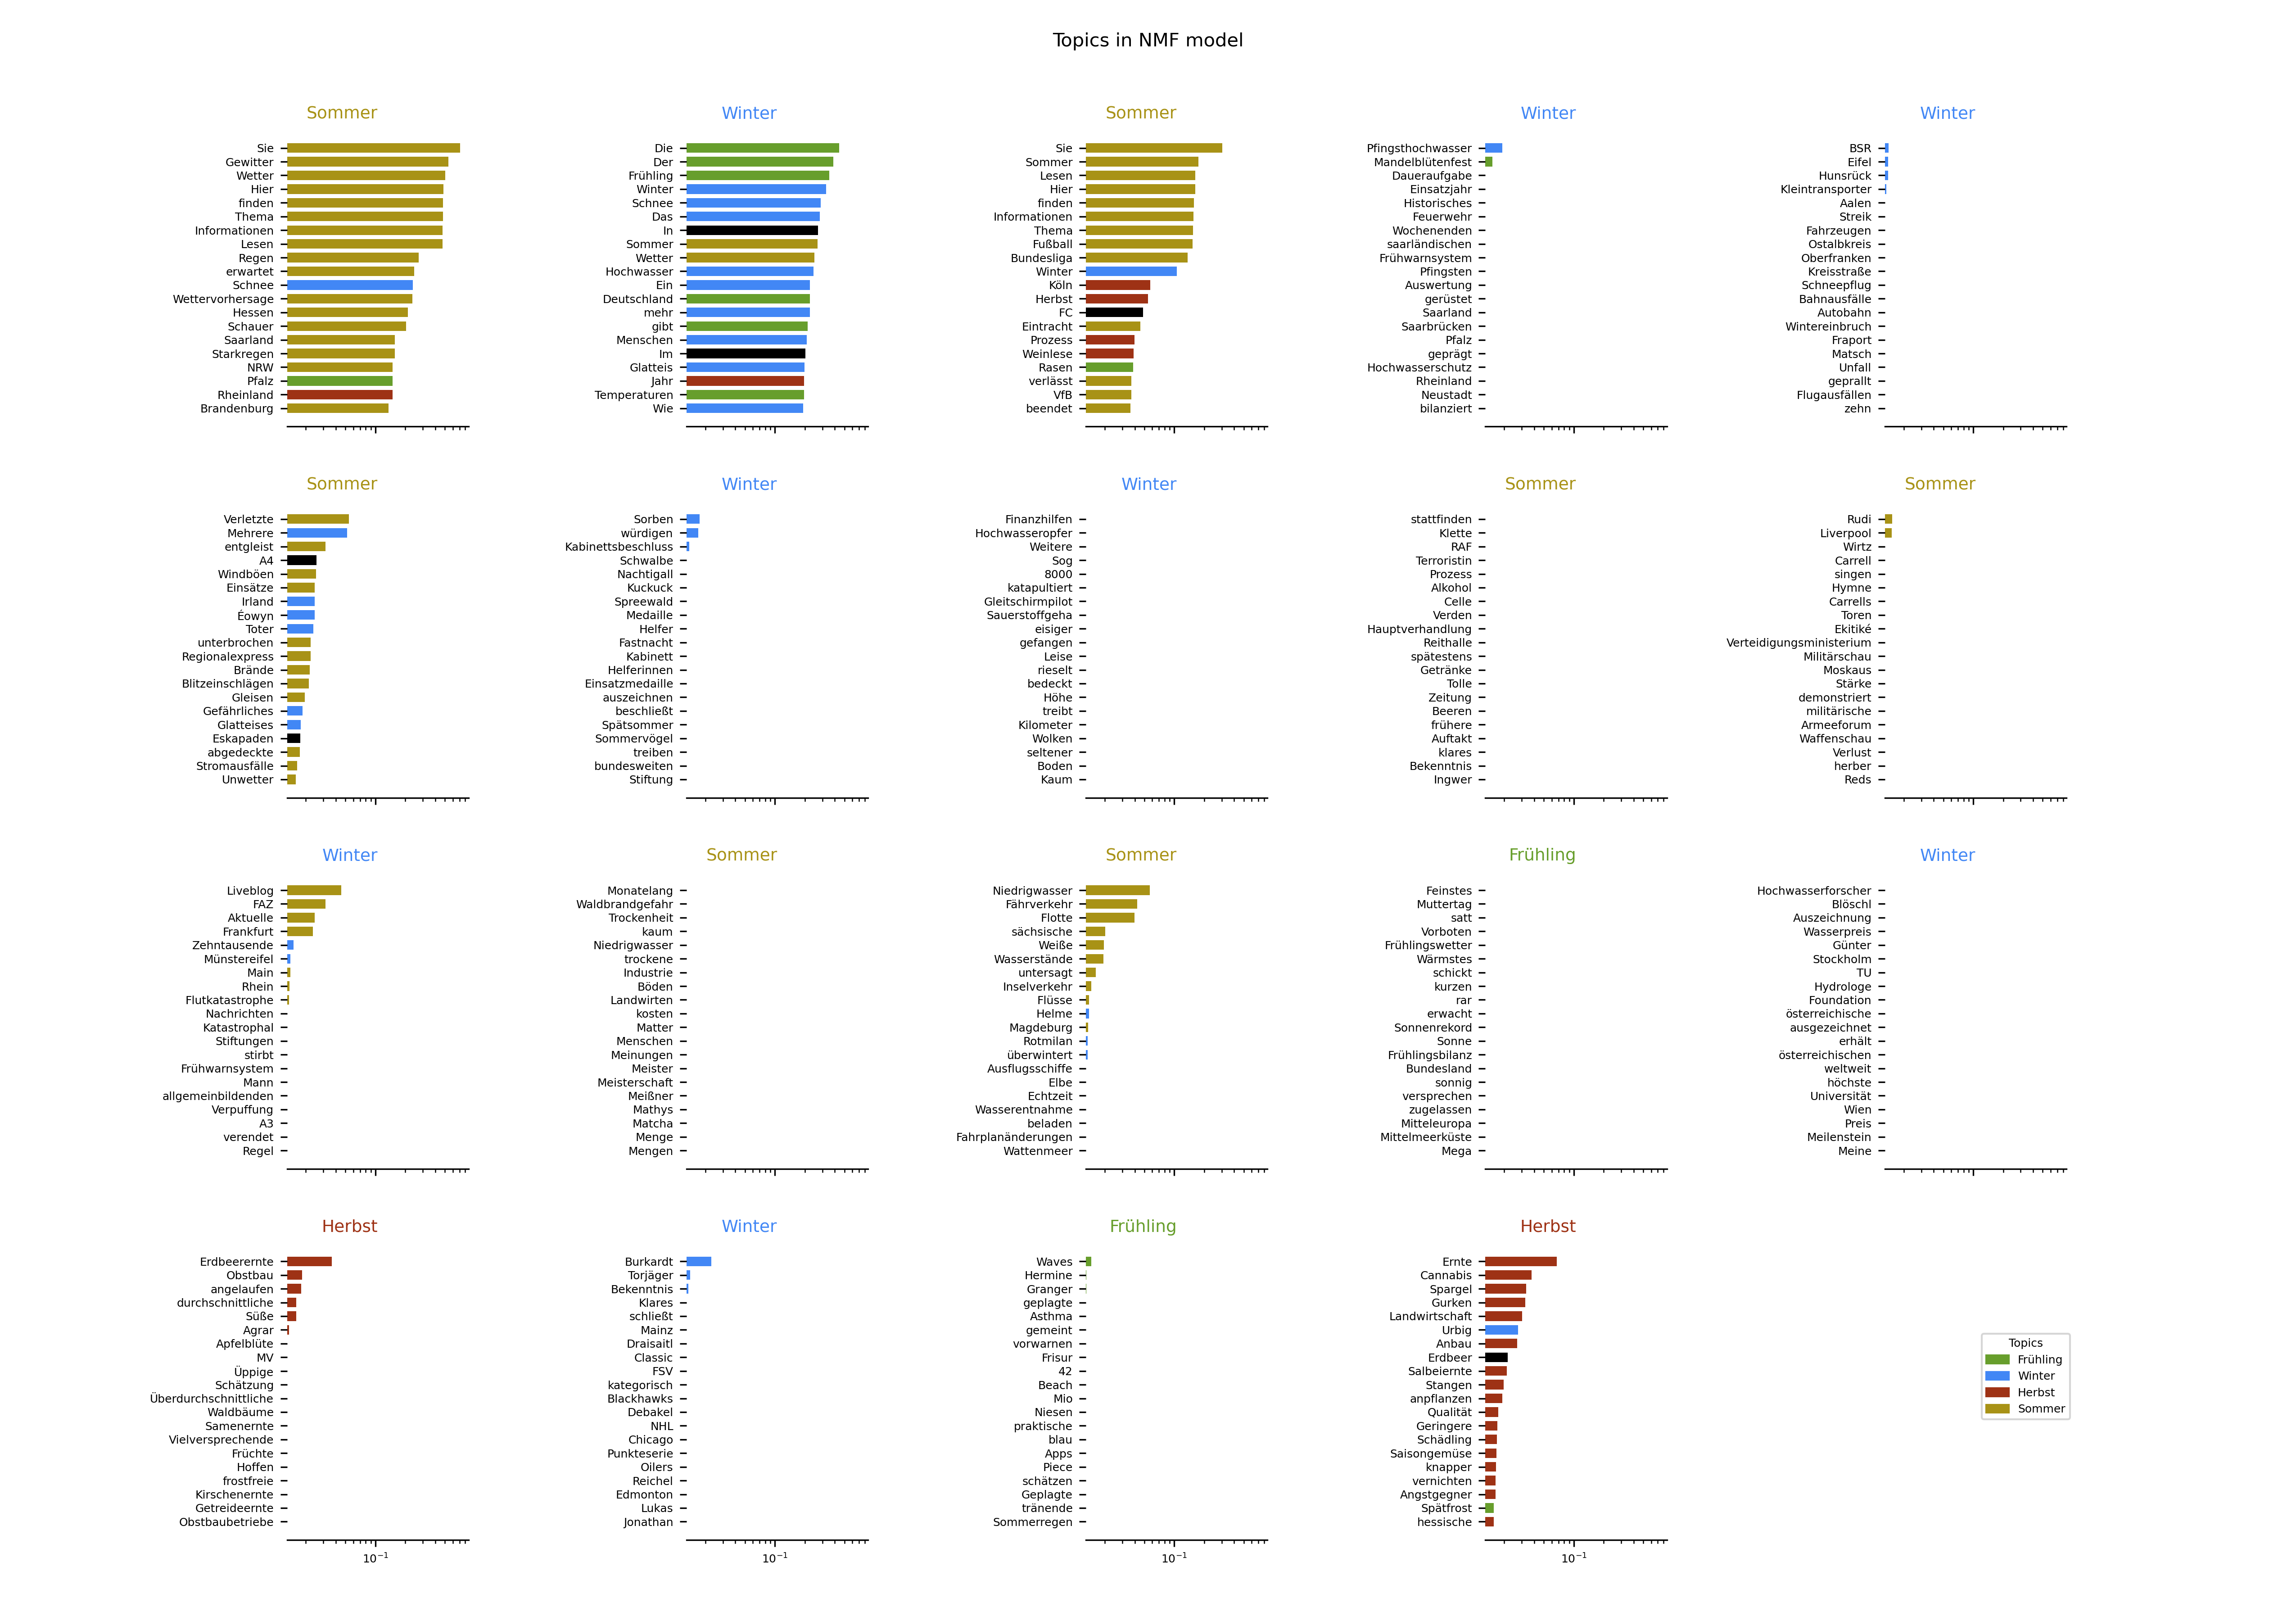 Topics in NMF model
Sommer
Sie
Gewitter
Wetter
Hier
finden
Thema
Informationen
Lesen
Regen
erwartet
Schnee
Wettervorhersage
Hessen
Schauer
Saarland
Starkregen
NRW
Pfalz
Rheinland
Brandenburg
Winter
Die
Der
Frühling
Winter
Schnee
Das
In
Sommer
Wetter
Hochwasser
Ein
Deutschland
mehr
gibt
Menschen
Im
Glatteis
Jahr
Temperaturen
Wie
Sommer
Sie
Sommer
Lesen
Hier
finden
Informationen
Thema
Fußball
Bundesliga
Winter
Köln
Herbst
FC
Eintracht
Prozess
Weinlese
Rasen
verlässt
VfB
beendet
Winter
Pfingsthochwasser
Mandelblütenfest
Daueraufgabe
Einsatzjahr
Historisches
Feuerwehr
Wochenenden
saarländischen
Frühwarnsystem
Pfingsten
Auswertung
gerüstet
Saarland
Saarbrücken
Pfalz
geprägt
Hochwasserschutz
Rheinland
Neustadt
bilanziert
Winter
BSR
Eifel
Hunsrück
Kleintransporter
Aalen
Streik
Fahrzeugen
Ostalbkreis
Oberfranken
Kreisstraße
Schneepflug
Bahnausfälle
Autobahn
Wintereinbruch
Fraport
Matsch
Unfall
geprallt
Flugausfällen
zehn
Sommer
Verletzte
Mehrere
entgleist
A4
Windböen
Einsätze
Irland
Éowyn
Toter
unterbrochen
Regionalexpress
Brände
Blitzeinschlägen
Gleisen
Gefährliches
Glatteises
Eskapaden
abgedeckte
Stromausfälle
Unwetter
Winter
Sorben
würdigen
Kabinettsbeschluss
Schwalbe
Nachtigall
Kuckuck
Spreewald
Medaille
Helfer
Fastnacht
Kabinett
Helferinnen
Einsatzmedaille
auszeichnen
beschließt
Spätsommer
Sommervögel
treiben
bundesweiten
Stiftung
Winter
Finanzhilfen
Hochwasseropfer
Weitere
Sog
8000
katapultiert
Gleitschirmpilot
Sauerstoffgeha
eisiger
gefangen
Leise
rieselt
bedeckt
Höhe
treibt
Kilometer
Wolken
seltener
Boden
Kaum
Sommer
stattfinden
Klette
RAF
Terroristin
Prozess
Alkohol
Celle
Verden
Hauptverhandlung
Reithalle
spätestens
Getränke
Tolle
Zeitung
Beeren
frühere
Auftakt
klares
Bekenntnis
Ingwer
Sommer
Rudi
Liverpool
Wirtz
Carrell
singen
Hymne
Carrells
Toren
Ekitiké
Verteidigungsministerium
Militärschau
Moskaus
Stärke
demonstriert
militärische
Armeeforum
Waffenschau
Verlust
herber
Reds
Winter
Liveblog
FAZ
Aktuelle
Frankfurt
Zehntausende
Münstereifel
Main
Rhein
Flutkatastrophe
Nachrichten
Katastrophal
Stiftungen
stirbt
Frühwarnsystem
Mann
allgemeinbildenden
Verpuffung
A3
verendet
Regel
Sommer
Monatelang
Waldbrandgefahr
Trockenheit
kaum
Niedrigwasser
trockene
Industrie
Böden
Landwirten
kosten
Matter
Menschen
Meinungen
Meister
Meisterschaft
Meißner
Mathys
Matcha
Menge
Mengen
Sommer
Niedrigwasser
Fährverkehr
Flotte
sächsische
Weiße
Wasserstände
untersagt
Inselverkehr
Flüsse
Helme
Magdeburg
Rotmilan
überwintert
Ausflugsschiffe
Elbe
Echtzeit
Wasserentnahme
beladen
Fahrplanänderungen
Wattenmeer
Frühling
Feinstes
Muttertag
satt
Vorboten
Frühlingswetter
Wärmstes
schickt
kurzen
rar
erwacht
Sonnenrekord
Sonne
Frühlingsbilanz
Bundesland
sonnig
versprechen
zugelassen
Mitteleuropa
Mittelmeerküste
Mega
Winter
Hochwasserforscher
Blöschl
Auszeichnung
Wasserpreis
Günter
Stockholm
TU
Hydrologe
Foundation
österreichische
ausgezeichnet
erhält
österreichischen
weltweit
höchste
Universität
Wien
Preis
Meilenstein
Meine
Herbst
Erdbeerernte
Obstbau
angelaufen
durchschnittliche
Süße
Agrar
Apfelblüte
MV
Üppige
Schätzung
Überdurchschnittliche
Waldbäume
Samenernte
Vielversprechende
Früchte
Hoffen
frostfreie
Kirschenernte
Getreideernte
Obstbaubetriebe
10⁻¹
Winter
Burkardt
Torjäger
Bekenntnis
Klares
schließt
Mainz
Draisaitl
Classic
FSV
kategorisch
Blackhawks
Debakel
NHL
Chicago
Punkteserie
Oilers
Reichel
Edmonton
Lukas
Jonathan
10⁻¹
Frühling
Waves
Hermine
Granger
geplagte
Asthma
gemeint
vorwarnen
Frisur
42
Beach
Mio
Niesen
praktische
blau
Apps
Piece
schätzen
Geplagte
tränende
Sommerregen
10⁻¹
Herbst
Ernte
Cannabis
Spargel
Gurken
Landwirtschaft
Urbig
Anbau
Erdbeer
Salbeiernte
Stangen
anpflanzen
Qualität
Geringere
Schädling
Saisongemüse
knapper
vernichten
Angstgegner
Spätfrost
hessische
10⁻¹
Topics
Frühling
Winter
Herbst
Sommer